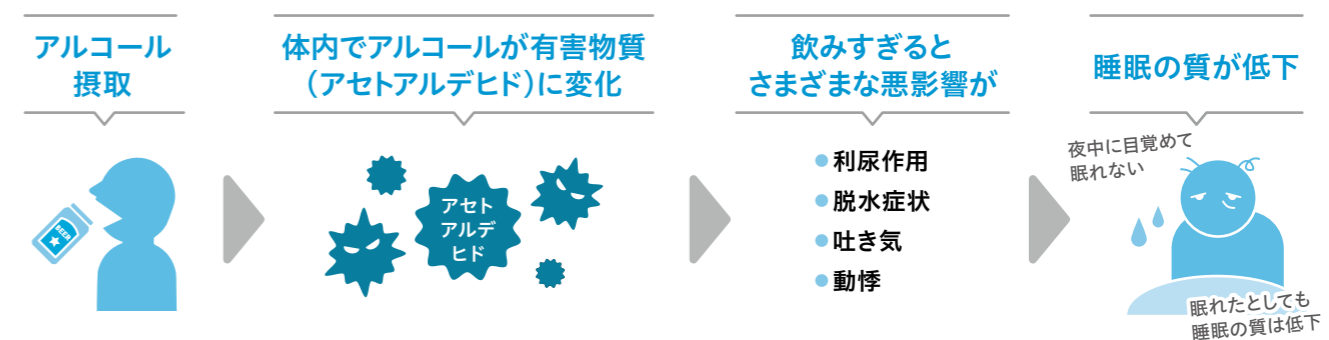 アルコール
摂取
体内でアルコールが有害物質
（アセトアルデヒド）に変化
飲みすぎると
さまざまな悪影響が
睡眠の質が低下
BEER
アセト
アルデ
ヒド
●利尿作用
●脱水症状
●吐き気
●動悸
夜中に目覚めて
眠れない
眠れたとしても
睡眠の質は低下